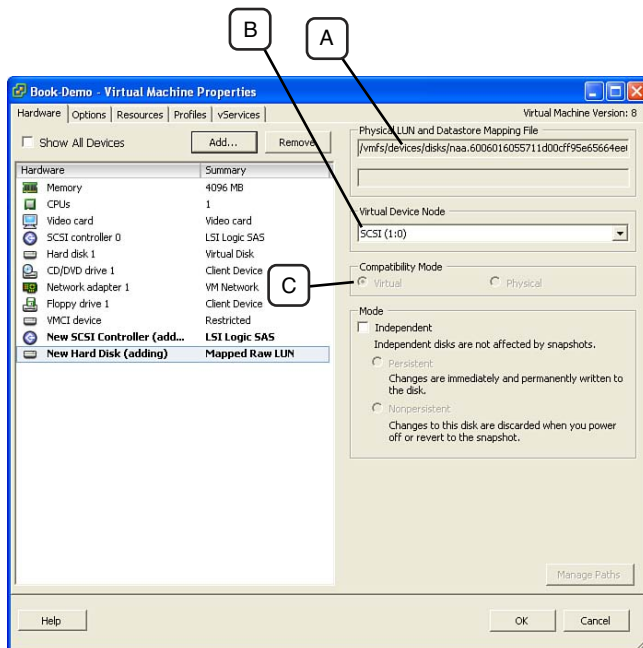 B
A
Book-Demo - Virtual Machine Properties
Hardware Options Resources Profiles vServices
Virtual Machine Version: 8
Show All Devices
Add...
Remove
Hardware Summary
Memory 4096 MB
CPUs 1
Video card Video card
SCSI controller 0 LSI Logic SAS
Hard disk 1 Virtual Disk
CD/DVD drive 1 Client Device
Network adapter 1 VM Network
Floppy drive 1 Client Device
VMCI device Restricted
New SCSI Controller (add... LSI Logic SAS
New Hard Disk (adding) Mapped Raw LUN
C
Physical LUN and Datastore Mapping File
/vmfs/devices/disks/naa.6006016055711d00cff95e65664ee
Virtual Device Node
SCSI (1:0)
Compatibility Mode
Virtual Physical
Mode
Independent
Independent disks are not affected by snapshots.
Persistent
Changes are immediately and permanently written to
the disk.
Nonpersistent
Changes to this disk are discarded when you power
off or revert to the snapshot.
Manage Paths
Help
OK
Cancel